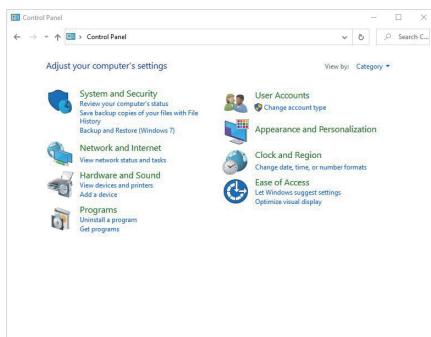 Control Panel
Control Panel
Search C...
Adjust your computer's settings
View by: Category
System and Security
Review your computer's status
Save backup copies of your files with File
History
Backup and Restore (Windows 7)
Network and Internet
View network status and tasks
Hardware and Sound
View devices and printers
Add a device
Programs
Uninstall a program
Get programs
User Accounts
Change account type
Appearance and Personalization
Clock and Region
Change date, time, or number formats
Ease of Access
Let Windows suggest settings
Optimize visual display